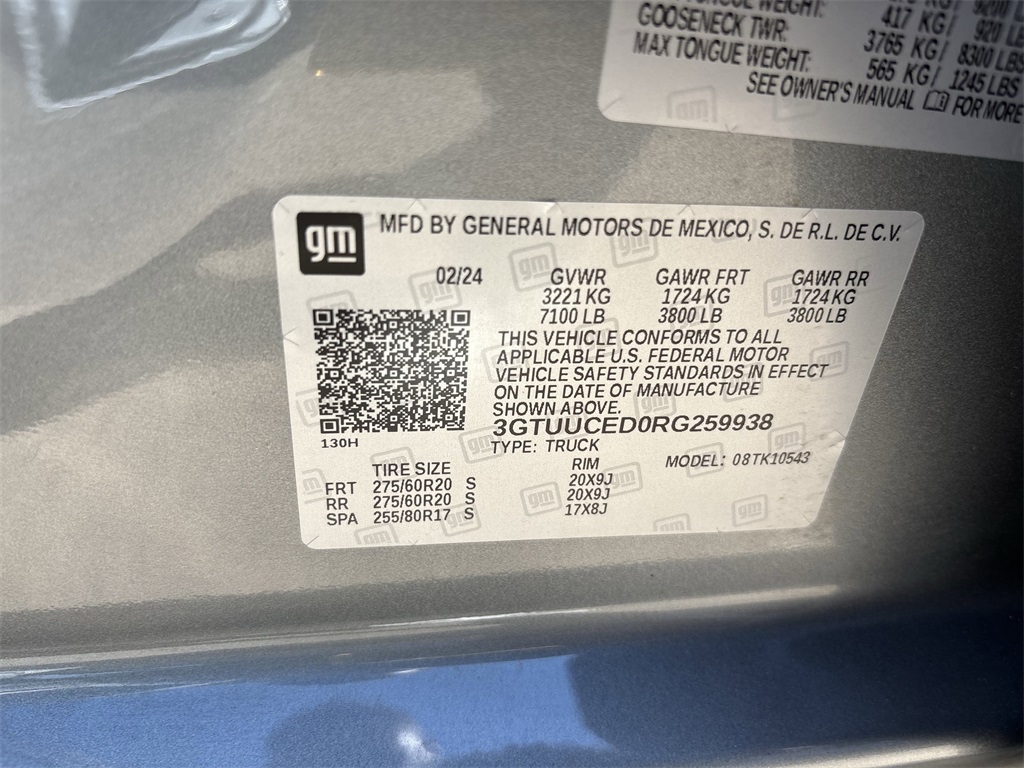 TONGUE WEIGHT:
GOOSENECK TWR: 417 KG/ 920 LBS
MAX TONGUE WEIGHT: 3765 KG/ 8300 LBS
565 KG/ 1245 LBS
SEE OWNER'S MANUAL FOR MORE
gm
MFD BY GENERAL MOTORS DE MEXICO, S. DE R.L. DE C.V.
02/24 GVWR GAWR FRT GAWR RR
3221 KG 1724 KG 1724 KG
7100 LB 3800 LB 3800 LB
THIS VEHICLE CONFORMS TO ALL
APPLICABLE U.S. FEDERAL MOTOR
VEHICLE SAFETY STANDARDS IN EFFECT
ON THE DATE OF MANUFACTURE
SHOWN ABOVE.
3GTUUCED0RG259938
130H
TYPE: TRUCK
MODEL: 08TK10543
TIRE SIZE RIM
FRT 275/60R20 S 20X9J
RR 275/60R20 S 20X9J
SPA 255/80R17 S 17X8J